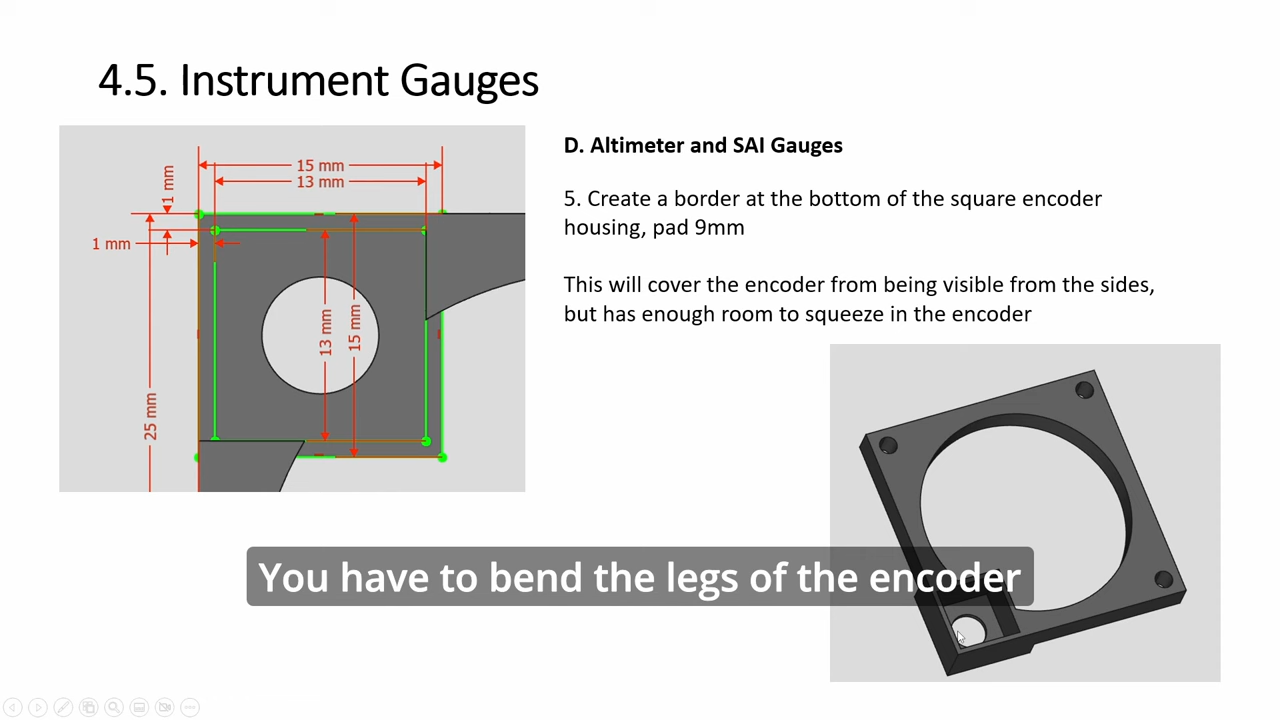 4.5. Instrument Gauges
15 mm
13 mm
1 mm
1 mm
13 mm
15 mm
25 mm
D. Altimeter and SAI Gauges
5. Create a border at the bottom of the square encoder
housing, pad 9mm
This will cover the encoder from being visible from the sides,
but has enough room to squeeze in the encoder
You have to bend the legs of the encoder